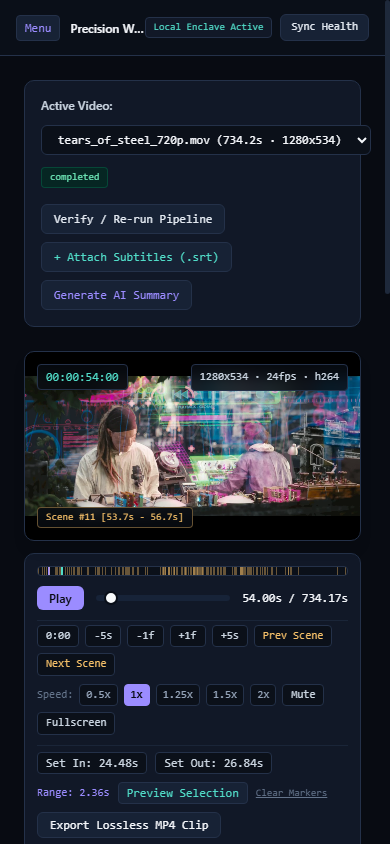 Menu Precision W... Local Enclave Active Sync Health
Active Video:
tears_of_steel_720p.mov (734.2s · 1280x534)
completed
Verify / Re-run Pipeline
+ Attach Subtitles (.srt)
Generate AI Summary
00:00:54:00 1280x534 · 24fps · h264
Scene #11 [53.7s - 56.7s]
Play 54.00s / 734.17s
0:00 -5s -1f +1f +5s Prev Scene
Next Scene
Speed: 0.5x 1x 1.25x 1.5x 2x Mute
Fullscreen
Set In: 24.48s Set Out: 26.84s
Range: 2.36s Preview Selection Clear Markers
Export Lossless MP4 Clip